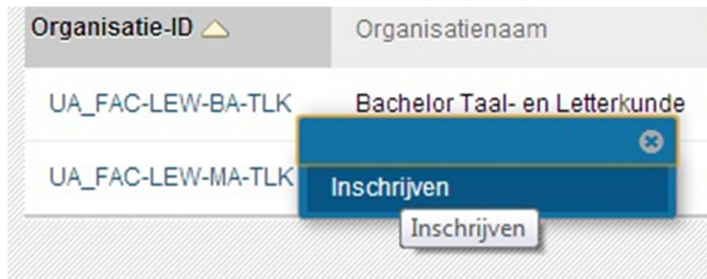 Organisatie-ID Organisatienaam
UA_FAC-LEW-BA-TLK Bachelor Taal- en Letterkunde
UA_FAC-LEW-MA-TLK
Inschrijven
Inschrijven